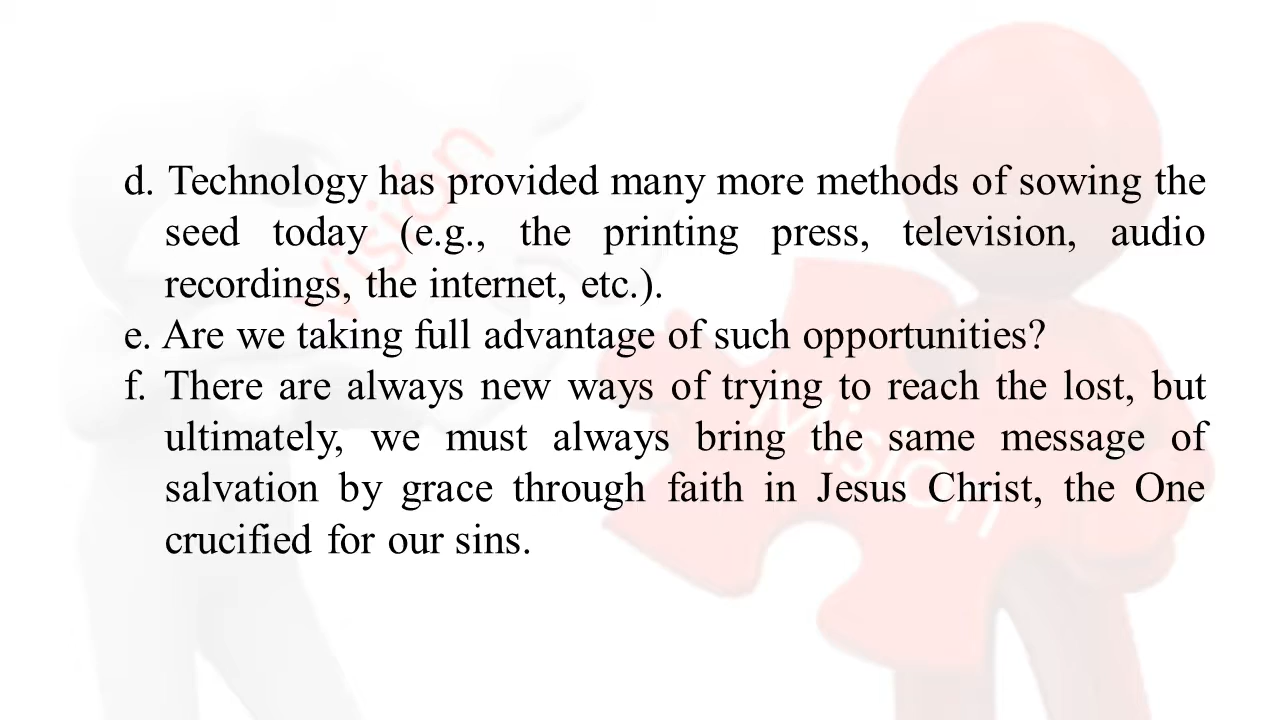 d. Technology has provided many more methods of sowing the
seed today (e.g., the printing press, television, audio
recordings, the internet, etc.).
e. Are we taking full advantage of such opportunities?
f. There are always new ways of trying to reach the lost, but
ultimately, we must always bring the same message of
salvation by grace through faith in Jesus Christ, the One
crucified for our sins.
Vision
Mision